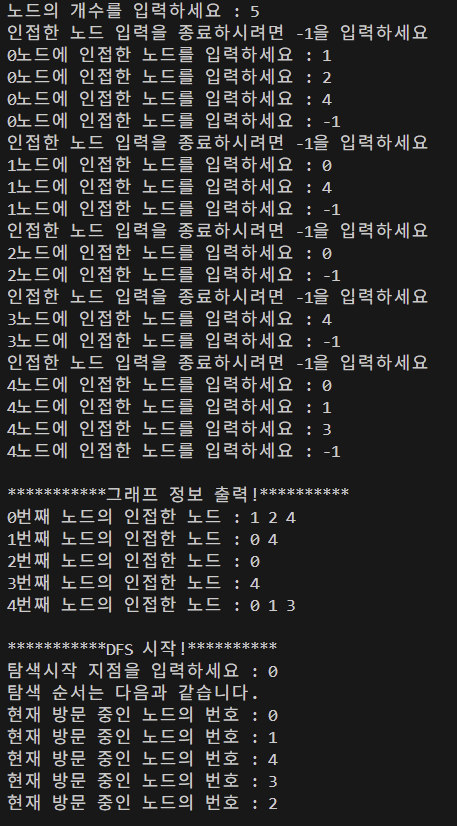 노드의 개수를 입력하세요 : 5
인접한 노드 입력을 종료하시려면 -1을 입력하세요
0노드에 인접한 노드를 입력하세요 : 1
0노드에 인접한 노드를 입력하세요 : 2
0노드에 인접한 노드를 입력하세요 : 4
0노드에 인접한 노드를 입력하세요 : -1
인접한 노드 입력을 종료하시려면 -1을 입력하세요
1노드에 인접한 노드를 입력하세요 : 0
1노드에 인접한 노드를 입력하세요 : 4
1노드에 인접한 노드를 입력하세요 : -1
인접한 노드 입력을 종료하시려면 -1을 입력하세요
2노드에 인접한 노드를 입력하세요 : 0
2노드에 인접한 노드를 입력하세요 : -1
인접한 노드 입력을 종료하시려면 -1을 입력하세요
3노드에 인접한 노드를 입력하세요 : 4
3노드에 인접한 노드를 입력하세요 : -1
인접한 노드 입력을 종료하시려면 -1을 입력하세요
4노드에 인접한 노드를 입력하세요 : 0
4노드에 인접한 노드를 입력하세요 : 1
4노드에 인접한 노드를 입력하세요 : 3
4노드에 인접한 노드를 입력하세요 : -1
***********그래프 정보 출력!**********
0번째 노드의 인접한 노드 : 1 2 4
1번째 노드의 인접한 노드 : 0 4
2번째 노드의 인접한 노드 : 0
3번째 노드의 인접한 노드 : 4
4번째 노드의 인접한 노드 : 0 1 3
***********DFS 시작!**********
탐색시작 지점을 입력하세요 : 0
탐색 순서는 다음과 같습니다.
현재 방문 중인 노드의 번호 : 0
현재 방문 중인 노드의 번호 : 1
현재 방문 중인 노드의 번호 : 4
현재 방문 중인 노드의 번호 : 3
현재 방문 중인 노드의 번호 : 2